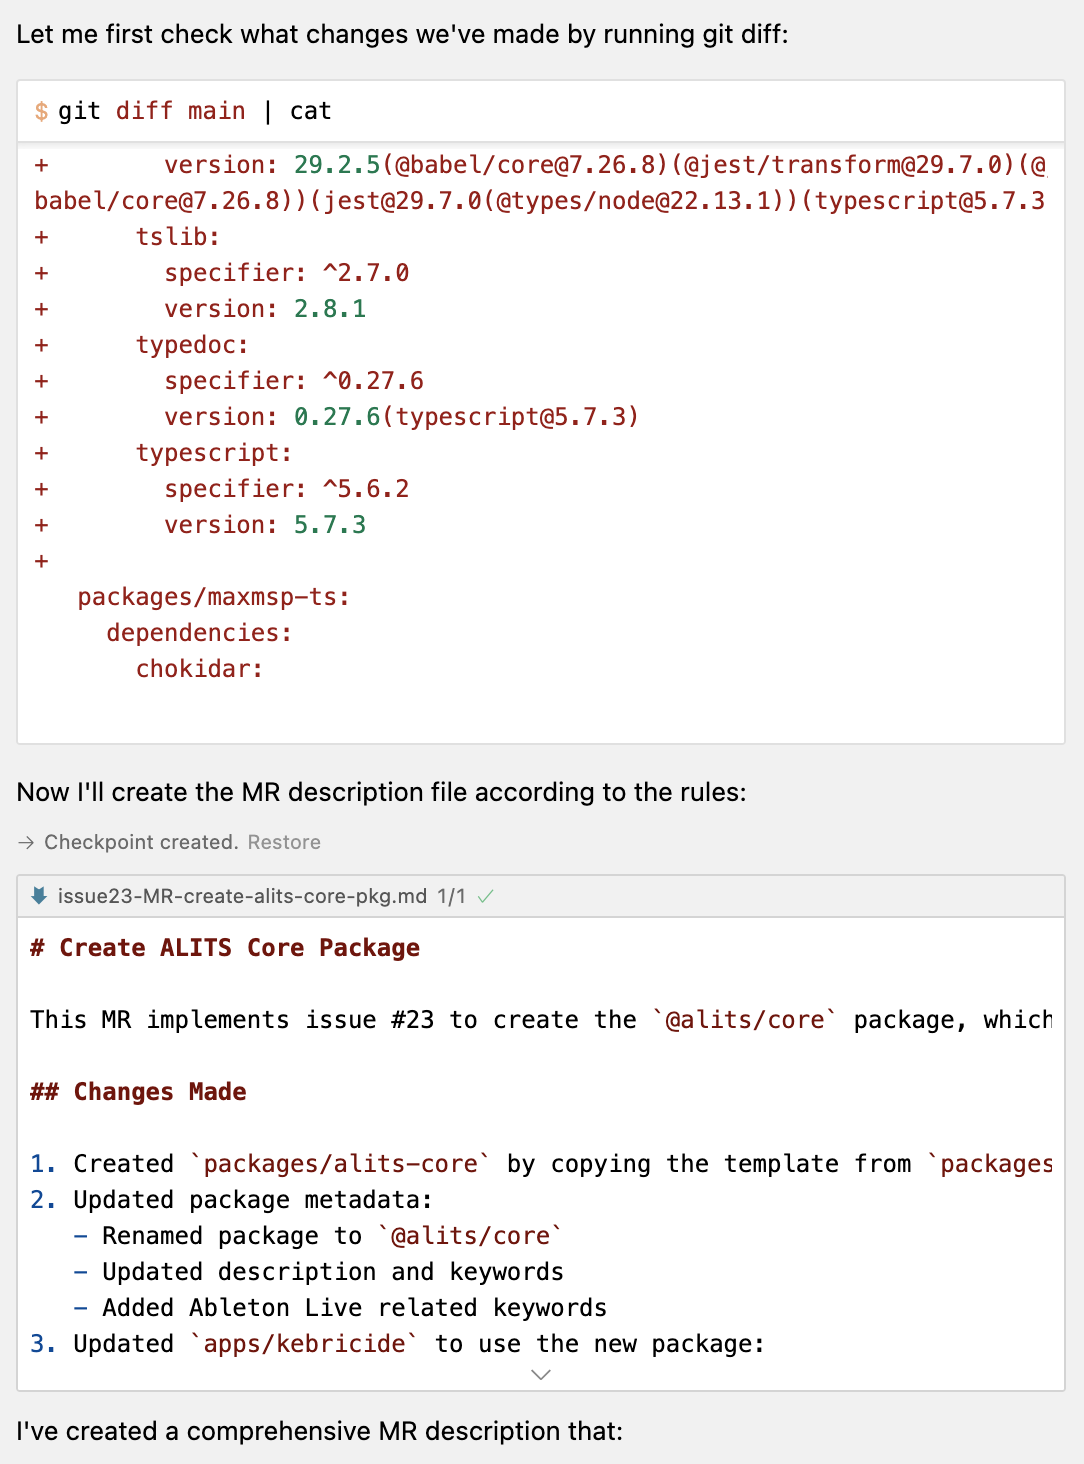 Let me first check what changes we've made by running git diff:
$ git diff main | cat
+        version: 29.2.5(@babel/core@7.26.8)(@jest/transform@29.7.0)(@
babel/core@7.26.8))(jest@29.7.0(@types/node@22.13.1))(typescript@5.7.3
+      tslib:
+        specifier: ^2.7.0
+        version: 2.8.1
+      typedoc:
+        specifier: ^0.27.6
+        version: 0.27.6(typescript@5.7.3)
+      typescript:
+        specifier: ^5.6.2
+        version: 5.7.3
+
   packages/maxmsp-ts:
     dependencies:
       chokidar:
Now I'll create the MR description file according to the rules:
→ Checkpoint created. Restore
issue23-MR-create-alits-core-pkg.md 1/1 ✓
# Create ALITS Core Package
This MR implements issue #23 to create the `@alits/core` package, which
## Changes Made
1. Created `packages/alits-core` by copying the template from `packages
2. Updated package metadata:
   - Renamed package to `@alits/core`
   - Updated description and keywords
   - Added Ableton Live related keywords
3. Updated `apps/kebricide` to use the new package:
I've created a comprehensive MR description that: